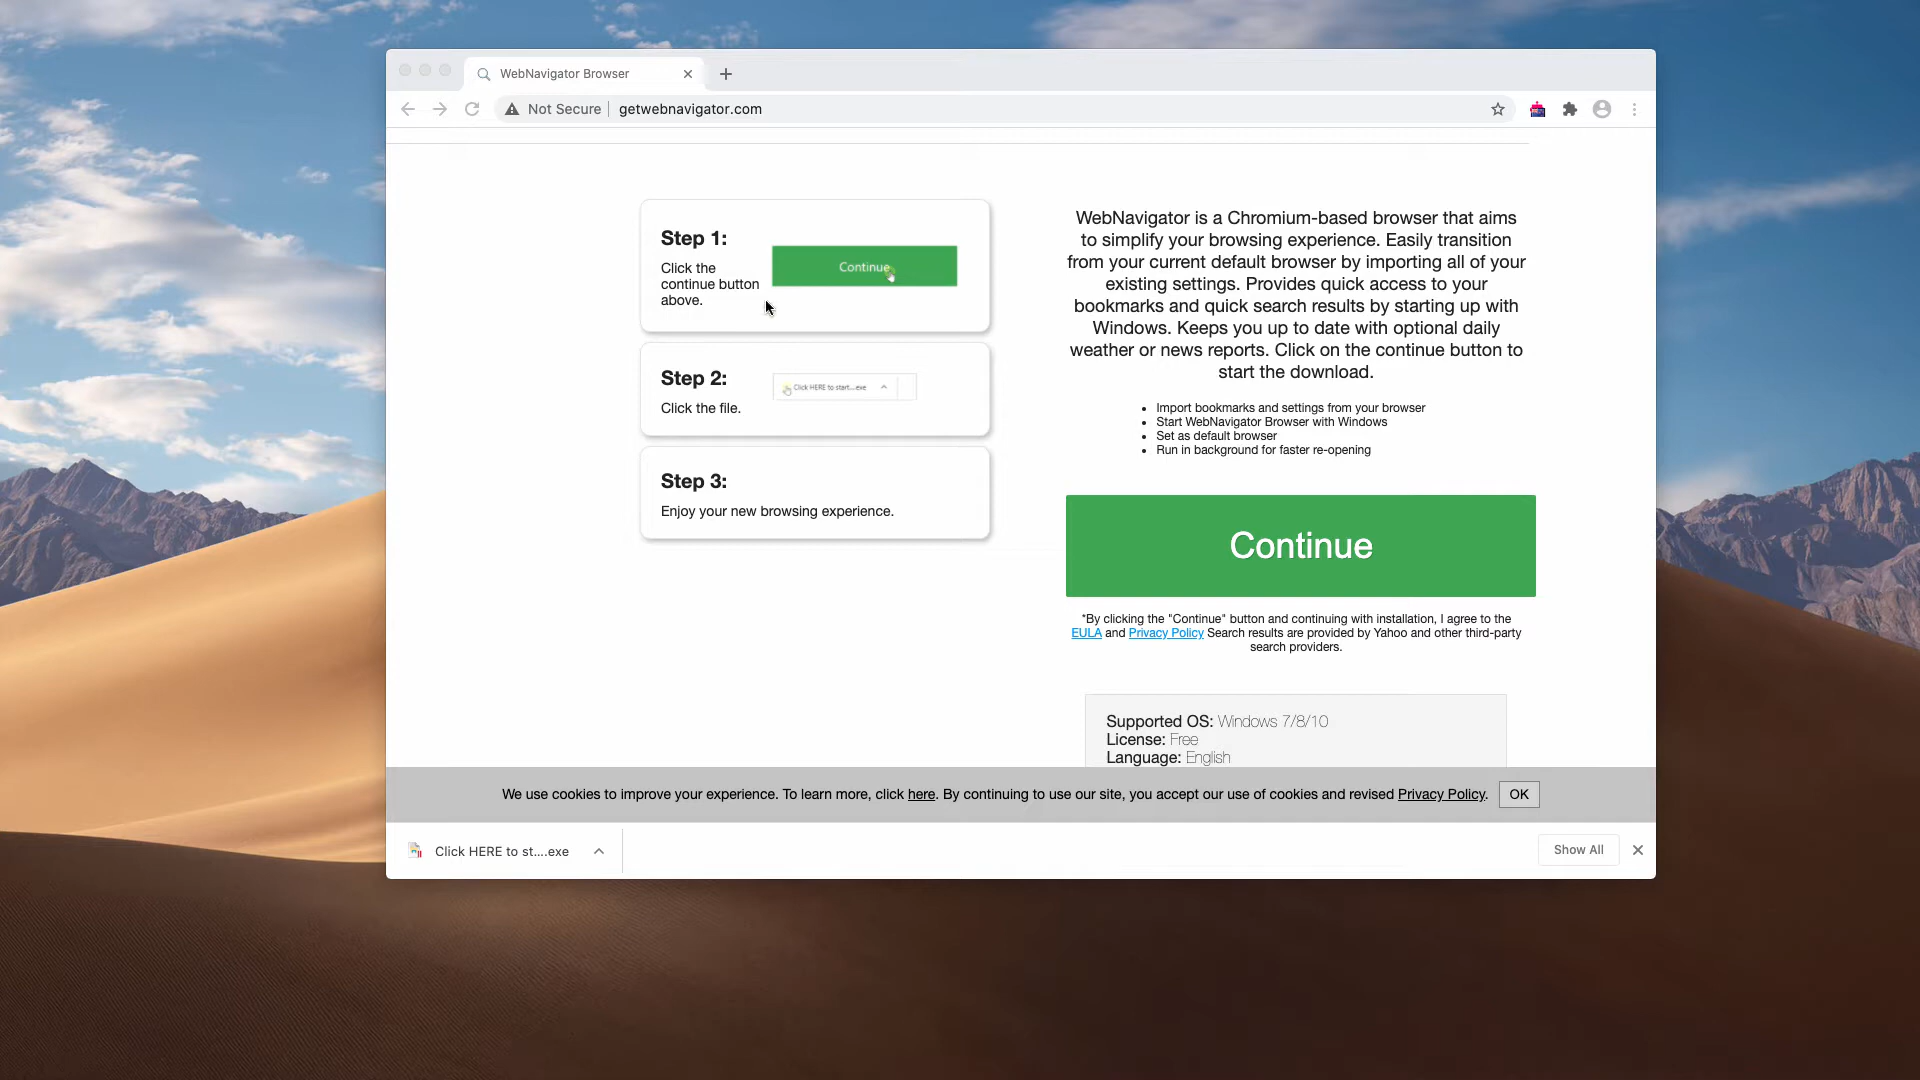 WebNavigator Browser
Not Secure
getwebnavigator.com
Step 1:
Click the
continue button
above.
Continue
Step 2:
Click the file.
Click HERE to start....exe
Step 3:
Enjoy your new browsing experience.
WebNavigator is a Chromium-based browser that aims
to simplify your browsing experience. Easily transition
from your current default browser by importing all of your
existing settings. Provides quick access to your
bookmarks and quick search results by starting up with
Windows. Keeps you up to date with optional daily
weather or news reports. Click on the continue button to
start the download.
• Import bookmarks and settings from your browser
• Start WebNavigator Browser with Windows
• Set as default browser
• Run in background for faster re-opening
Continue
*By clicking the "Continue" button and continuing with installation, I agree to the
EULA and Privacy Policy Search results are provided by Yahoo and other third-party
search providers.
Supported OS: Windows 7/8/10
License: Free
Language: English
We use cookies to improve your experience. To learn more, click here. By continuing to use our site, you accept our use of cookies and revised Privacy Policy. OK
Click HERE to st....exe
Show All